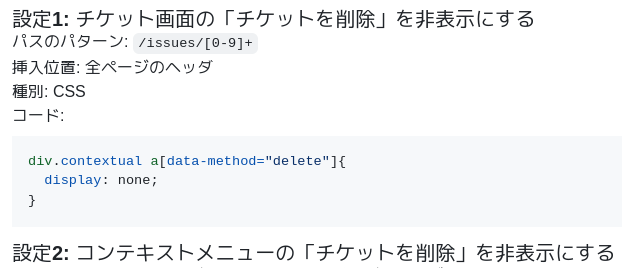 設定1: チケット画面の「チケットを削除」を非表示にする
パスのパターン: /issues/[0-9]+
挿入位置: 全ページのヘッダ
種別: CSS
コード:
div.contextual a[data-method="delete"]{
  display: none;
}
設定2: コンテキストメニューの「チケットを削除」を非表示にする